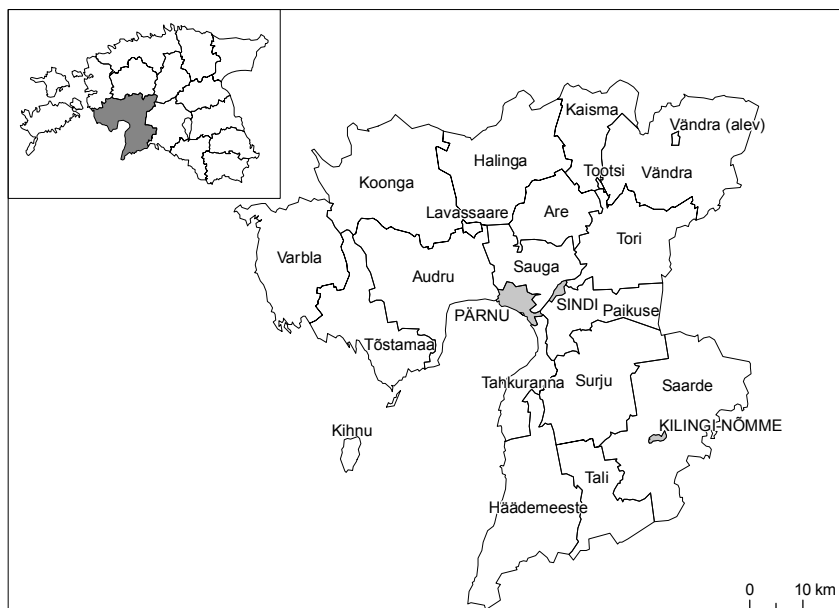 Kaisma
Vändra (alev)
Halinga
Tootsi
Vändra
Koonga
Lavassaare
Are
Tori
Varbla
Audru
Sauga
PÄRNU
SINDI
Paikuse
Tõstamaa
Tahkuranna
Surju
Saarde
KILINGI-NÕMME
Kihnu
Tali
Häädemeeste
0 10 km